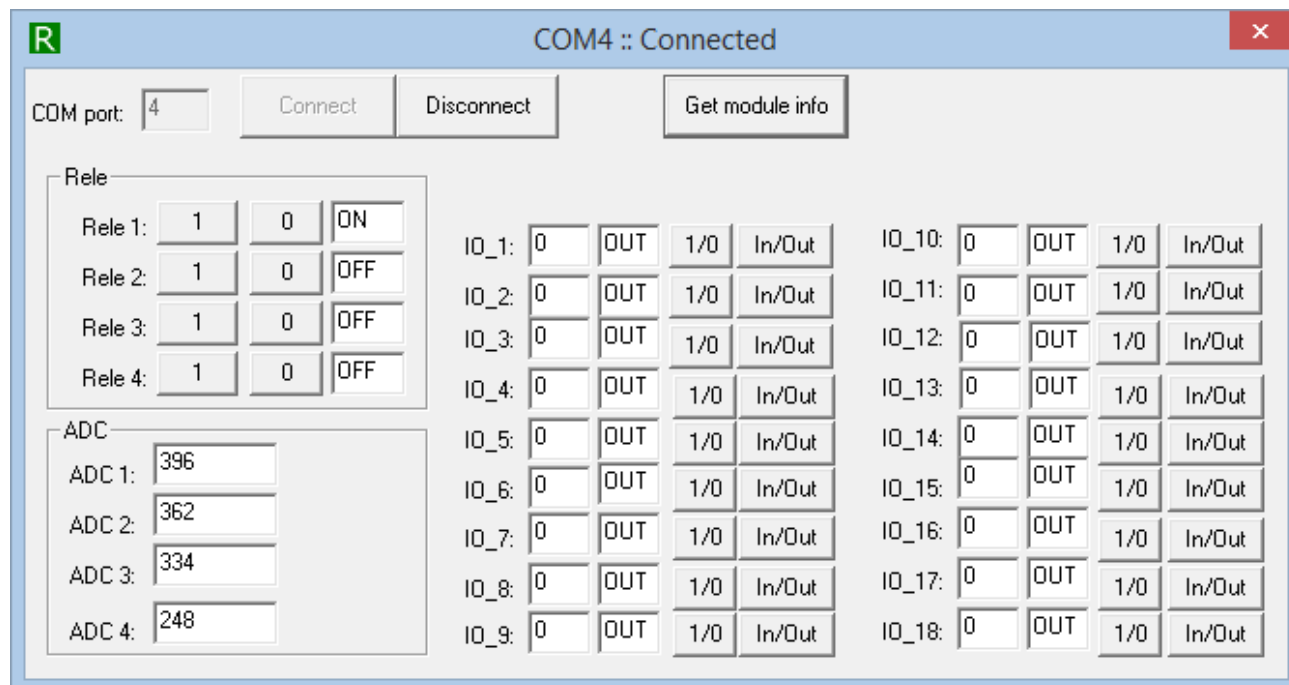 R COM4 :: Connected ×
COM port: 4 Connect Disconnect Get module info
Rele
Rele 1: 1 0 ON
Rele 2: 1 0 OFF
Rele 3: 1 0 OFF
Rele 4: 1 0 OFF
ADC
ADC 1: 396
ADC 2: 362
ADC 3: 334
ADC 4: 248
IO_1: 0 OUT 1/0 In/Out
IO_2: 0 OUT 1/0 In/Out
IO_3: 0 OUT 1/0 In/Out
IO_4: 0 OUT 1/0 In/Out
IO_5: 0 OUT 1/0 In/Out
IO_6: 0 OUT 1/0 In/Out
IO_7: 0 OUT 1/0 In/Out
IO_8: 0 OUT 1/0 In/Out
IO_9: 0 OUT 1/0 In/Out
IO_10: 0 OUT 1/0 In/Out
IO_11: 0 OUT 1/0 In/Out
IO_12: 0 OUT 1/0 In/Out
IO_13: 0 OUT 1/0 In/Out
IO_14: 0 OUT 1/0 In/Out
IO_15: 0 OUT 1/0 In/Out
IO_16: 0 OUT 1/0 In/Out
IO_17: 0 OUT 1/0 In/Out
IO_18: 0 OUT 1/0 In/Out